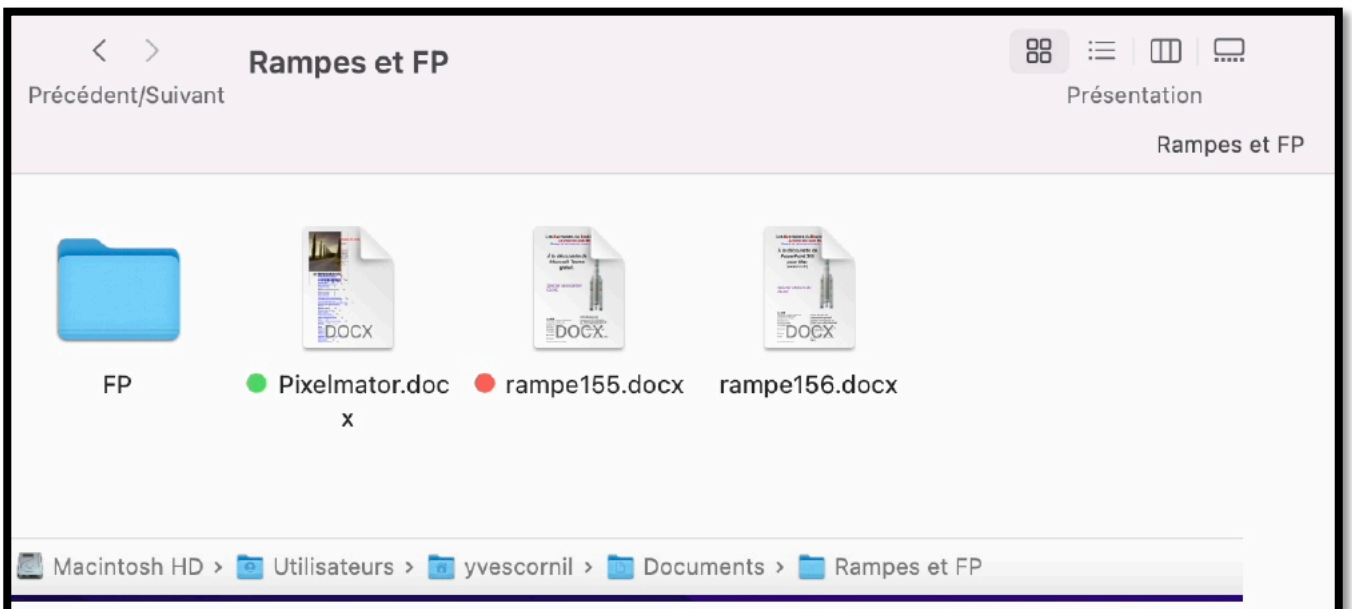 Rampes et FP
Précédent/Suivant
Présentation
Rampes et FP
DOCX
DOCX
DOCX
FP
Pixelmator.doc
x
rampe155.docx
rampe156.docx
Macintosh HD › Utilisateurs › yvescornil › Documents › Rampes et FP